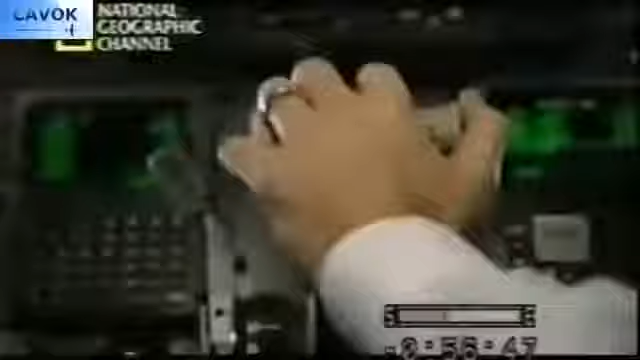 CAVOK
NATIONAL
GEOGRAPHIC
CHANNEL
S E
-0:56:47